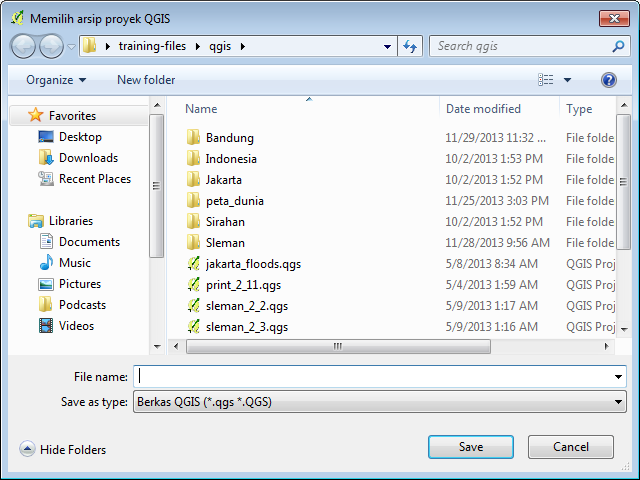 Memilih arsip proyek QGIS
training-files qgis Search qgis
Organize New folder
Name Date modified Type
Favorites
Desktop
Downloads
Recent Places
Libraries
Documents
Music
Pictures
Podcasts
Videos
Bandung 11/29/2013 11:32 ... File folde
Indonesia 10/2/2013 1:53 PM File folde
Jakarta 10/2/2013 1:52 PM File folde
peta_dunia 11/25/2013 3:03 PM File folde
Sirahan 10/2/2013 1:52 PM File folde
Sleman 11/28/2013 9:56 AM File folde
jakarta_floods.qgs 5/8/2013 8:34 AM QGIS Proj
print_2_11.qgs 5/4/2013 1:59 AM QGIS Proj
sleman_2_2.qgs 5/9/2013 1:17 AM QGIS Proj
sleman_2_3.qgs 5/9/2013 1:16 AM QGIS Proj
File name:
Save as type: Berkas QGIS (*.qgs *.QGS)
Hide Folders Save Cancel